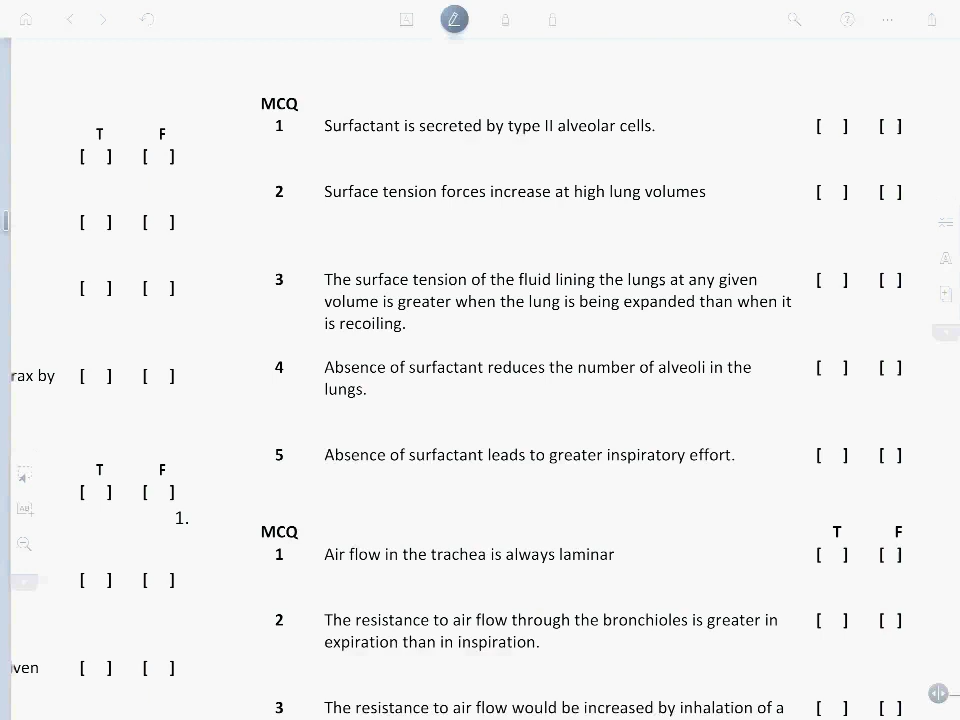 T F
[ ] [ ]
[ ] [ ]
[ ] [ ]
rax by [ ] [ ]
T F
[ ] [ ]
1.
[ ] [ ]
ven [ ] [ ]
MCQ
1 Surfactant is secreted by type II alveolar cells. [ ] [ ]
2 Surface tension forces increase at high lung volumes [ ] [ ]
3 The surface tension of the fluid lining the lungs at any given [ ] [ ]
volume is greater when the lung is being expanded than when it
is recoiling.
4 Absence of surfactant reduces the number of alveoli in the [ ] [ ]
lungs.
5 Absence of surfactant leads to greater inspiratory effort. [ ] [ ]
MCQ T F
1 Air flow in the trachea is always laminar [ ] [ ]
2 The resistance to air flow through the bronchioles is greater in [ ] [ ]
expiration than in inspiration.
3 The resistance to air flow would be increased by inhalation of a [ ] [ ]